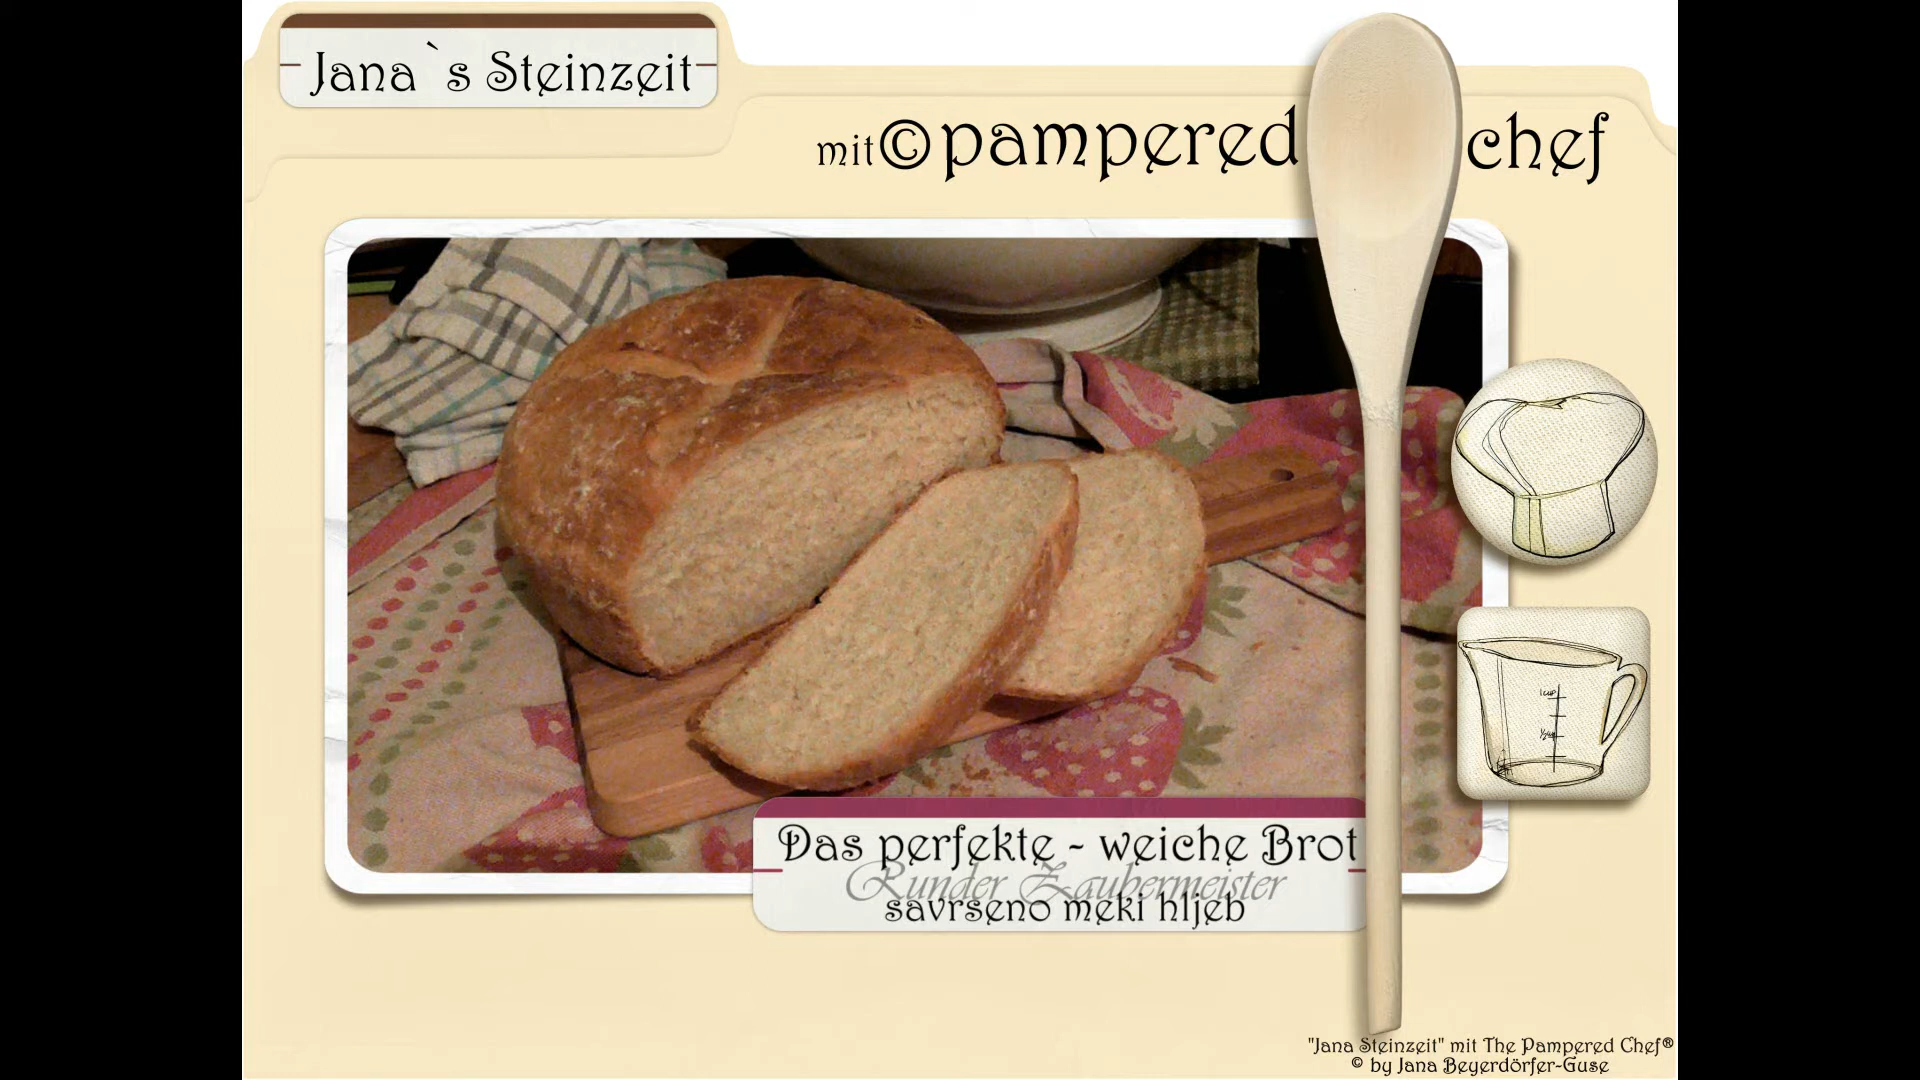 Jana`s Steinzeit
mit ©pampered chef
1cup
Das perfekte - weiche Brot
Runder Zaubermeister
savrseno meki hljeb
"Jana Steinzeit" mit The Pampered Chef®
© by Jana Beyerdörfer-Guse